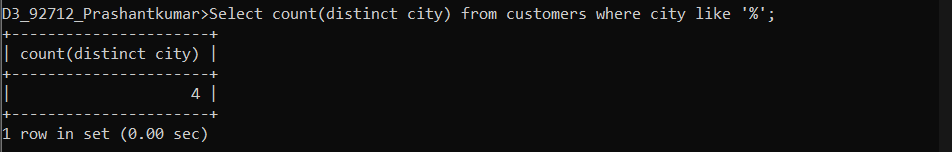 D3_92712_Prashantkumar>Select count(distinct city) from customers where city like '%';
+----------------------+
| count(distinct city) |
+----------------------+
|                    4 |
+----------------------+
1 row in set (0.00 sec)